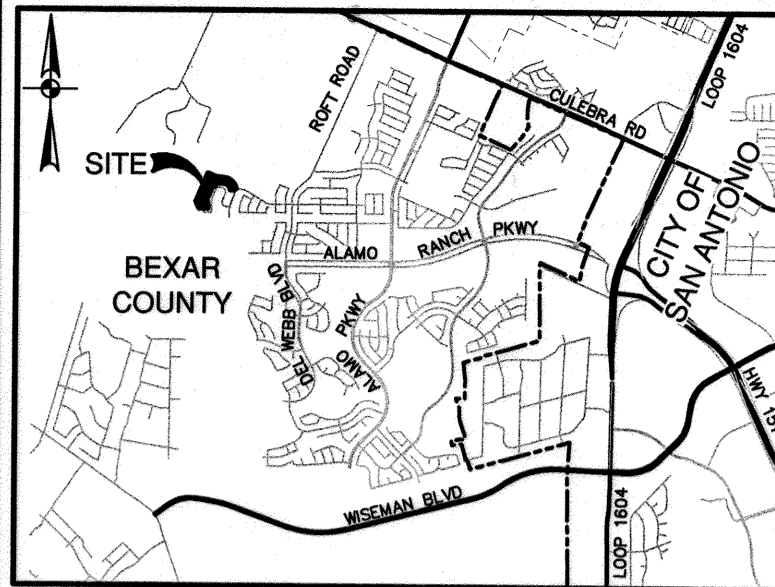 ROFT ROAD
CULEBRA RD
LOOP 1604
SITE
CITY OF
SAN ANTONIO
BEXAR
COUNTY
ALAMO
RANCH
PKWY
DEL WEBB BLVD
ALAMO PKWY
HWY 151
WISEMAN BLVD
LOOP 1604